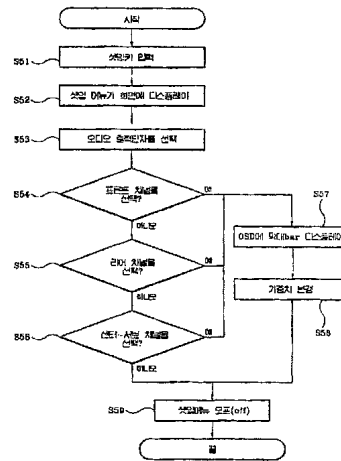 시작
S51
셋업키 입력
S52
셋업 메뉴가 화면에 디스플레이
S53
오디오 출력단자를 선택
S54
프론트 채널을 선택?
예
아니오
S55
리어 채널을 선택?
예
아니오
S56
센터~서브 채널을 선택?
예
아니오
S57
OSD에 막대bar 디스플레이
S58
S59
셋업메뉴 오프(off)
끝